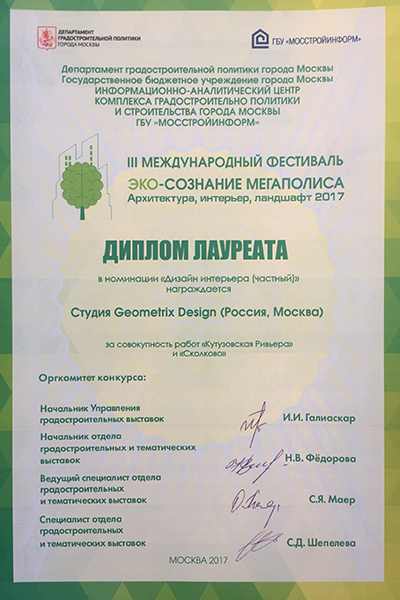 ДЕПАРТАМЕНТ
ГРАДОСТРОИТЕЛЬНОЙ ПОЛИТИКИ
ГОРОДА МОСКВЫ
ГБУ «МОССТРОЙИНФОРМ»
Департамент градостроительной политики города Москвы
Государственное бюджетное учреждение города Москвы
ИНФОРМАЦИОННО-АНАЛИТИЧЕСКИЙ ЦЕНТР
КОМПЛЕКСА ГРАДОСТРОИТЕЛЬНО ПОЛИТИКИ
И СТРОИТЕЛЬСТВА ГОРОДА МОСКВЫ
ГБУ «МОССТРОЙИНФОРМ»
III МЕЖДУНАРОДНЫЙ ФЕСТИВАЛЬ
ЭКО-СОЗНАНИЕ МЕГАПОЛИСА
Архитектура, интерьер, ландшафт 2017
ДИПЛОМ ЛАУРЕАТА
в номинации «Дизайн интерьера (частный)»
награждается
Студия Geometrix Design (Россия, Москва)
за совокупность работ «Кутузовская Ривьера»
и «Сколково»
Оргкомитет конкурса:
Начальник Управления
градостроительных выставок
И.И. Галиаскар
Начальник отдела
градостроительных и тематических
выставок
Н.В. Фёдорова
Ведущий специалист отдела
градостроительных
и тематических выставок
С.Я. Маер
Специалист отдела
градостроительных
и тематических выставок
С.Д. Шепелева
МОСКВА 2017